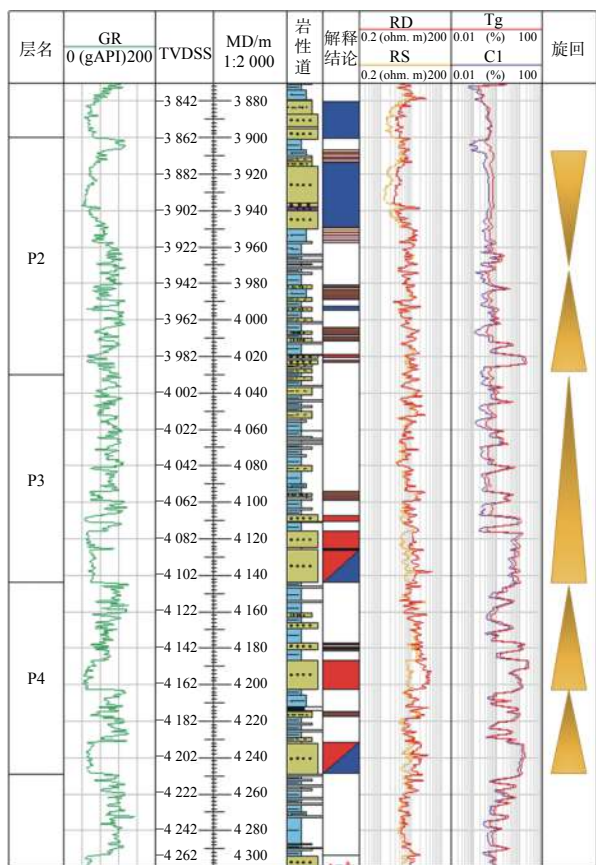 层名
GR
0 (gAPI)200
TVDSS
MD/m
1:2 000
岩性道
解释
结论
RD
0.2 (ohm. m)200
RS
0.2 (ohm. m)200
Tg
0.01 (%) 100
C1
0.01 (%) 100
旋回
3 842 3 880
3 862 3 900
3 882 3 920
3 902 3 940
3 922 3 960
3 942 3 980
3 962 4 000
3 982 4 020
4 002 4 040
4 022 4 060
4 042 4 080
4 062 4 100
4 082 4 120
4 102 4 140
4 122 4 160
4 142 4 180
4 162 4 200
4 182 4 220
4 202 4 240
4 222 4 260
4 242 4 280
4 262 4 300
P2
P3
P4